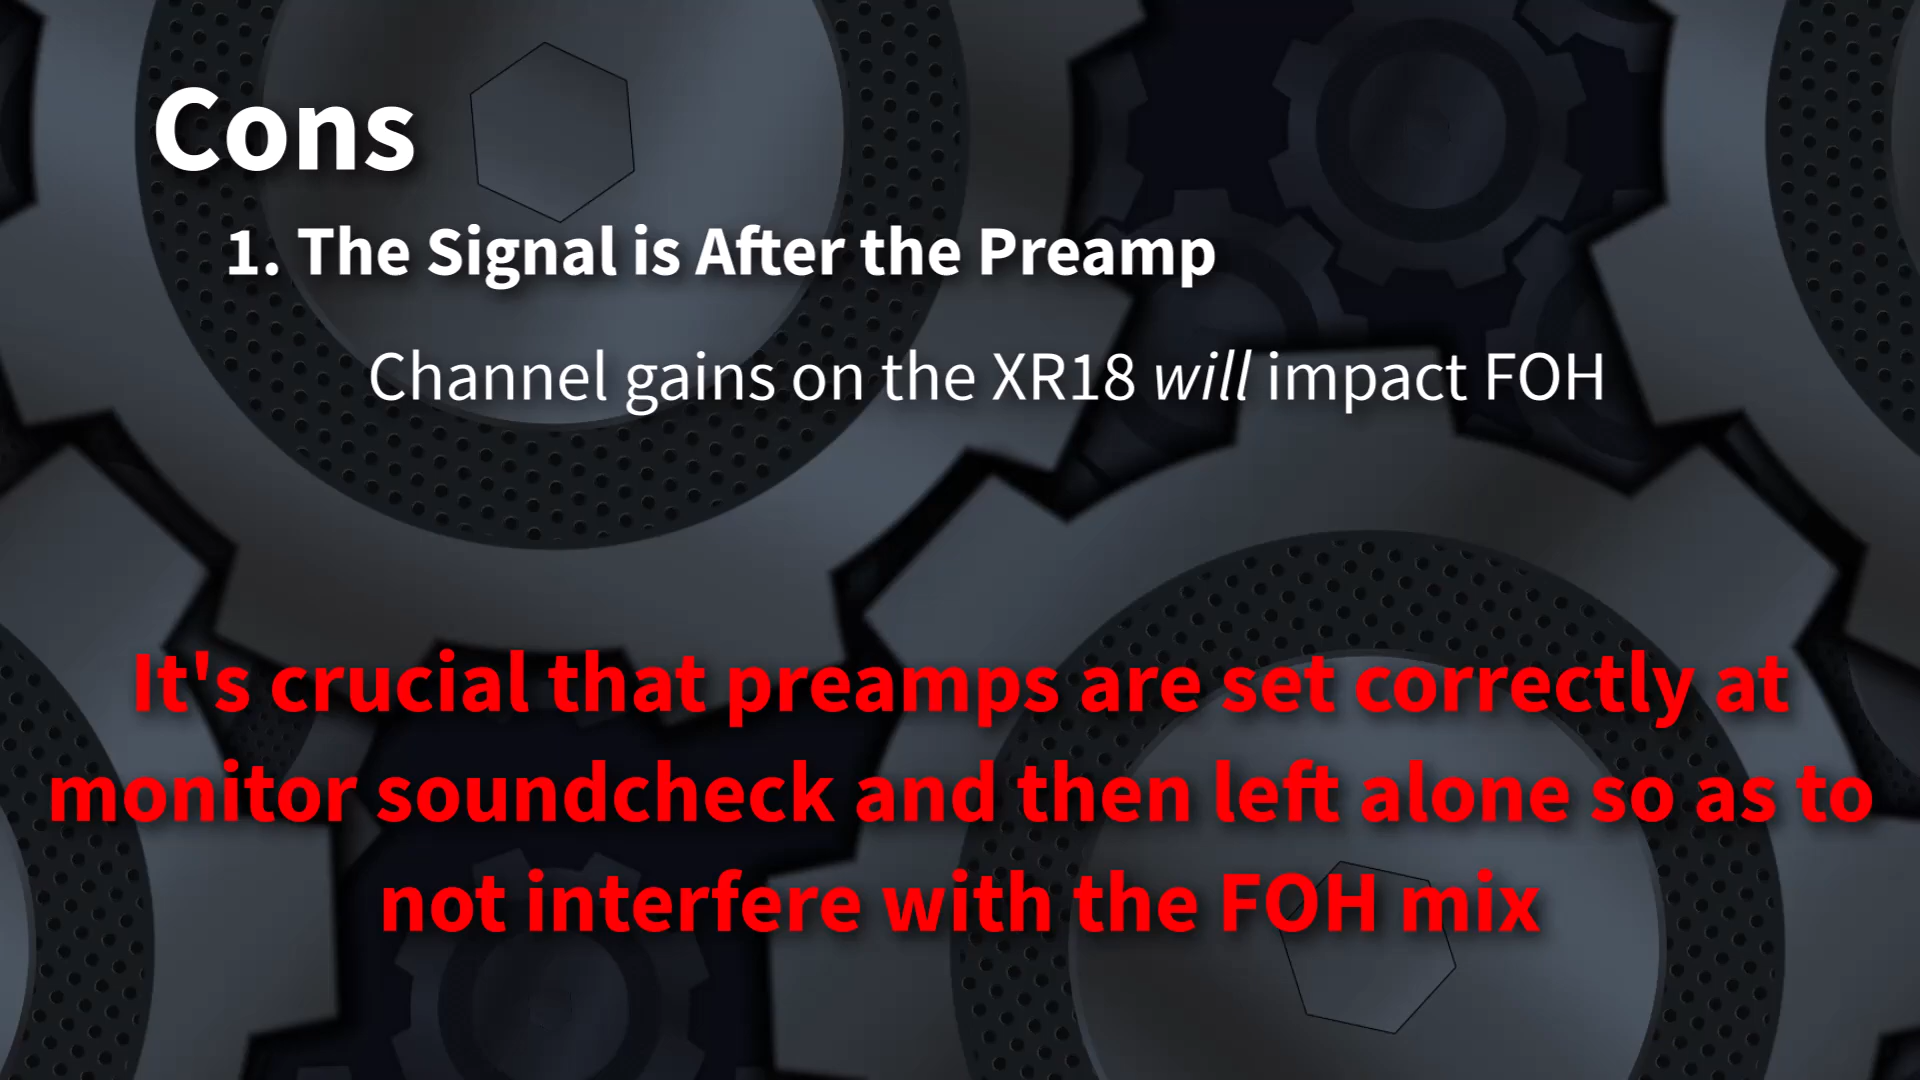 Cons
1. The Signal is After the Preamp
Channel gains on the XR18 will impact FOH
It's crucial that preamps are set correctly at
monitor soundcheck and then left alone so as to
not interfere with the FOH mix